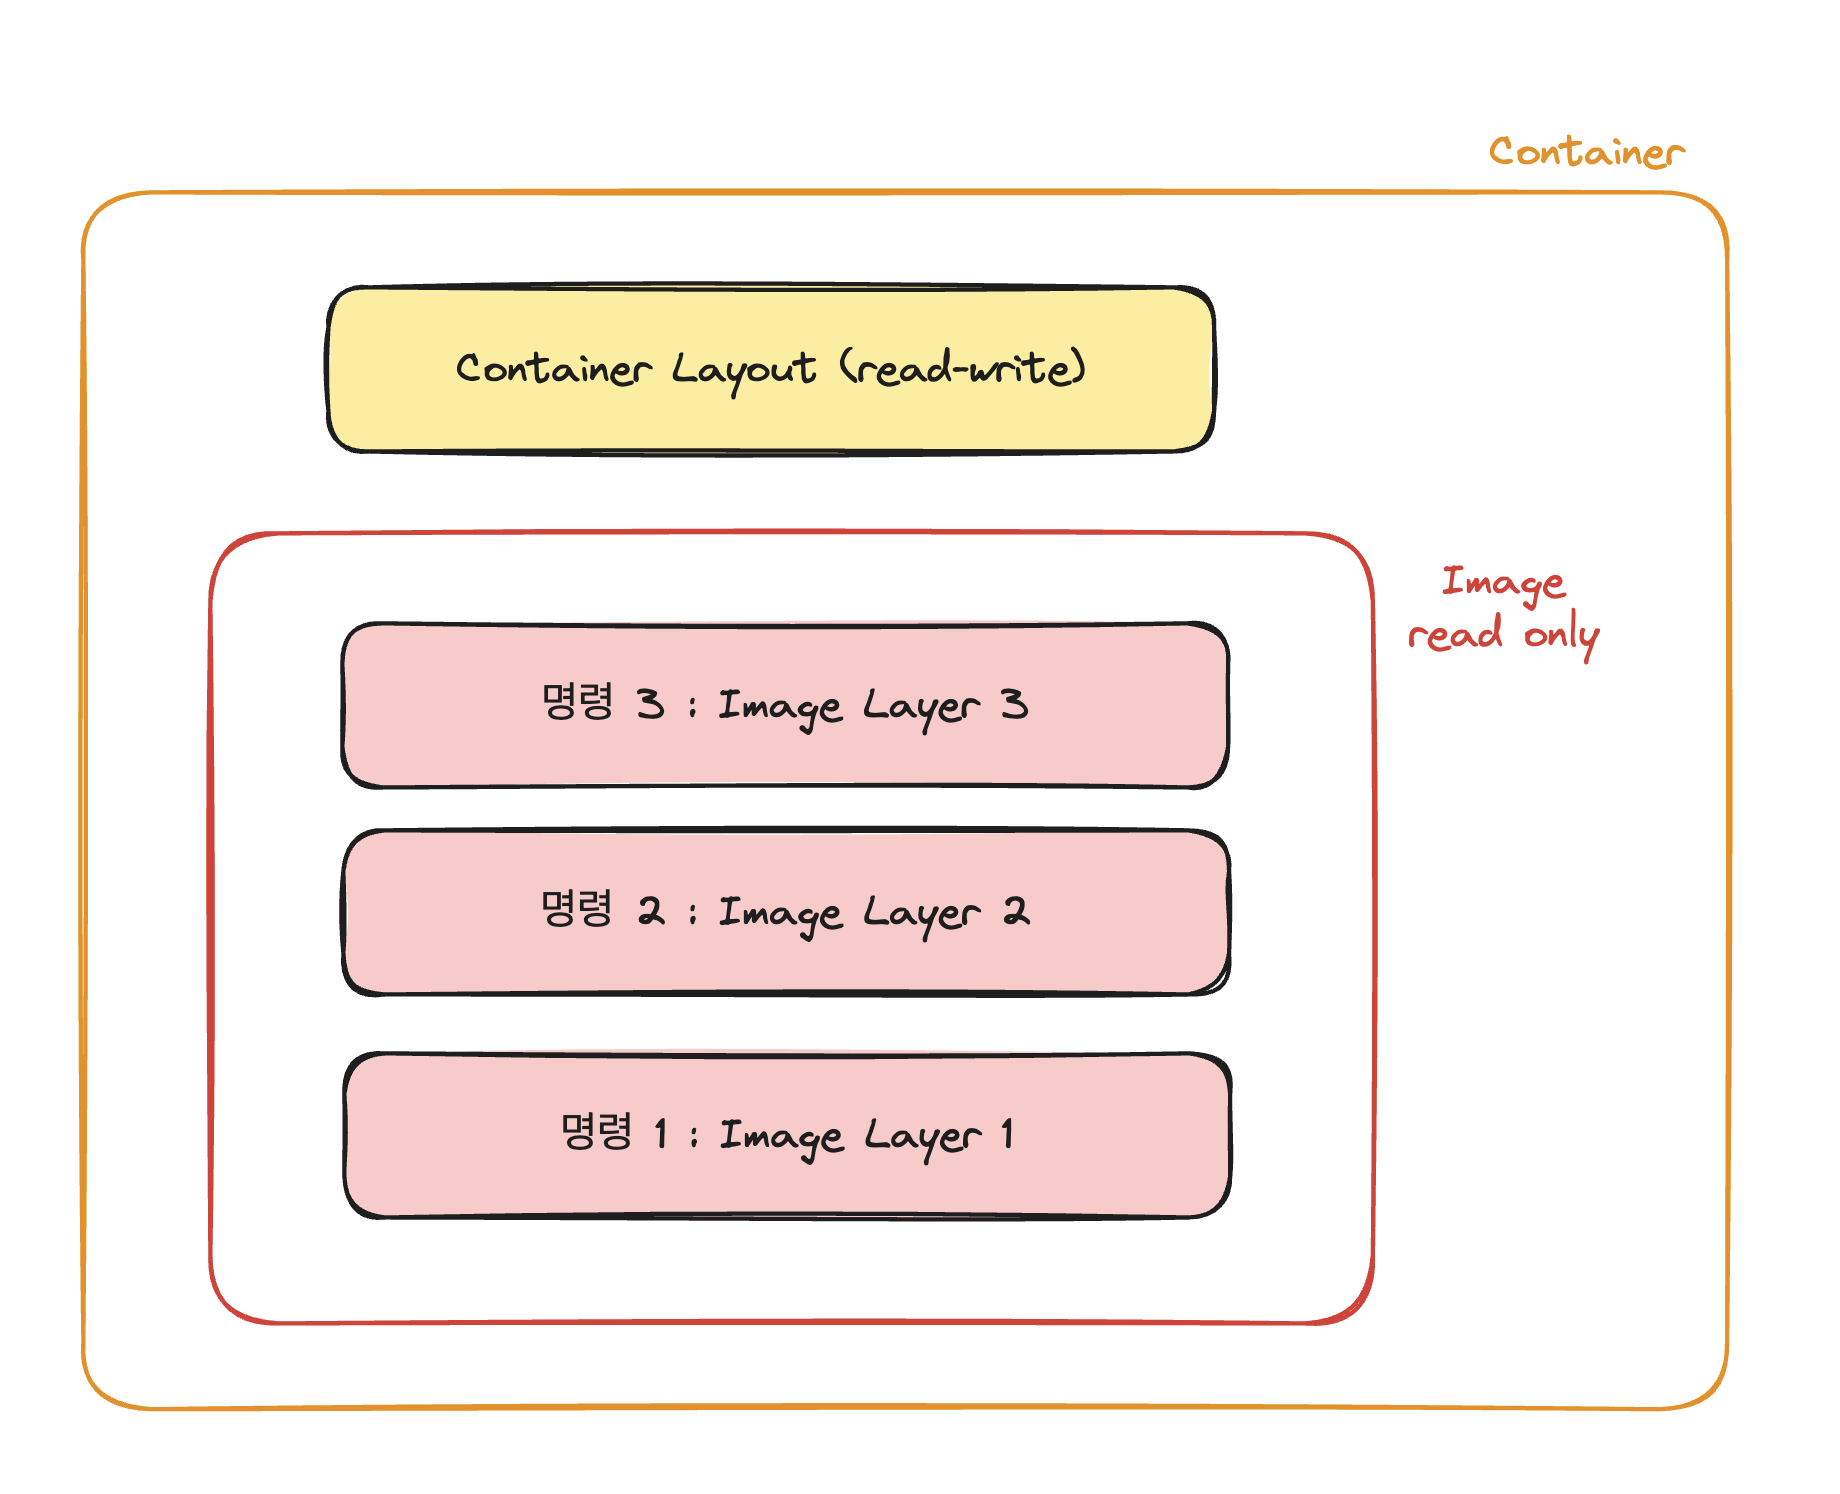 Container
Container Layout (read-write)
Image
read only
명령 3 : Image Layer 3
명령 2 : Image Layer 2
명령 1 : Image Layer 1